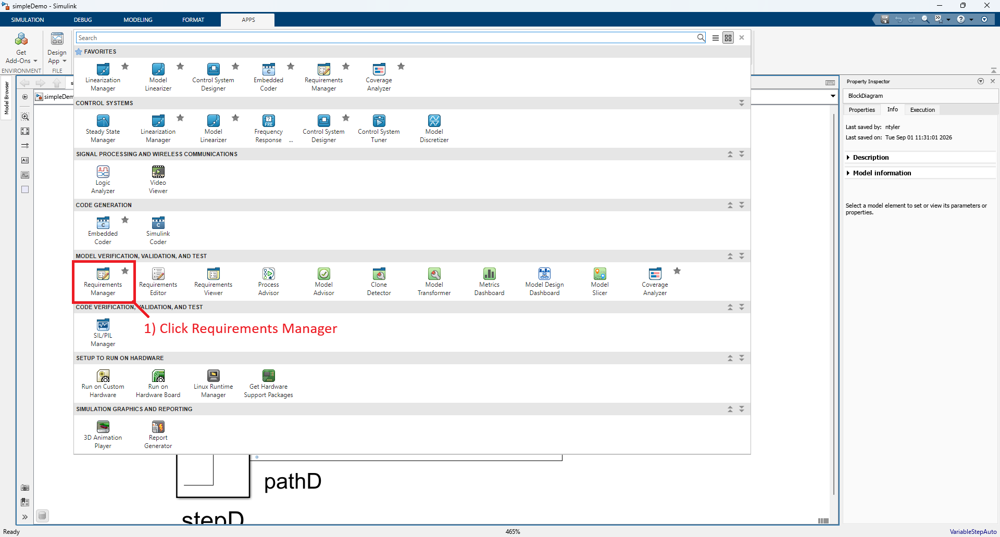 simpleDemo - Simulink
SIMULATION
DEBUG
MODELING
FORMAT
APPS
Get
Add-Ons
ENVIRONMENT
Design
App
FILE
Search
FAVORITES
Linearization
Manager
Model
Linearizer
Control System
Designer
Embedded
Coder
Requirements
Manager
Coverage
Analyzer
CONTROL SYSTEMS
Steady State
Manager
Linearization
Manager
Model
Linearizer
Frequency
Response ...
Control System
Designer
Control System
Tuner
Model
Discretizer
SIGNAL PROCESSING AND WIRELESS COMMUNICATIONS
Logic
Analyzer
Video
Viewer
CODE GENERATION
Embedded
Coder
Simulink
Coder
MODEL VERIFICATION, VALIDATION, AND TEST
Requirements
Manager
Requirements
Editor
Requirements
Viewer
Process
Advisor
Model
Advisor
Clone
Detector
Model
Transformer
Metrics
Dashboard
Model Design
Dashboard
Model
Slicer
Coverage
Analyzer
CODE VERIFICATION, VALIDATION, AND TEST
SIL/PIL
Manager
1) Click Requirements Manager
SETUP TO RUN ON HARDWARE
Run on Custom
Hardware
Run on
Hardware Board
Linux Runtime
Manager
Get Hardware
Support Packages
SIMULATION GRAPHICS AND REPORTING
3D Animation
Player
Report
Generator
Model Browser
simpleDem
pathD
stepD
Property Inspector
BlockDiagram
Properties
Info
Execution
Last saved by: ntyler
Last saved on: Tue Sep 01 11:31:01 2026
Description
Model information
Select a model element to set or view its parameters or
properties.
Ready
465%
VariableStepAuto